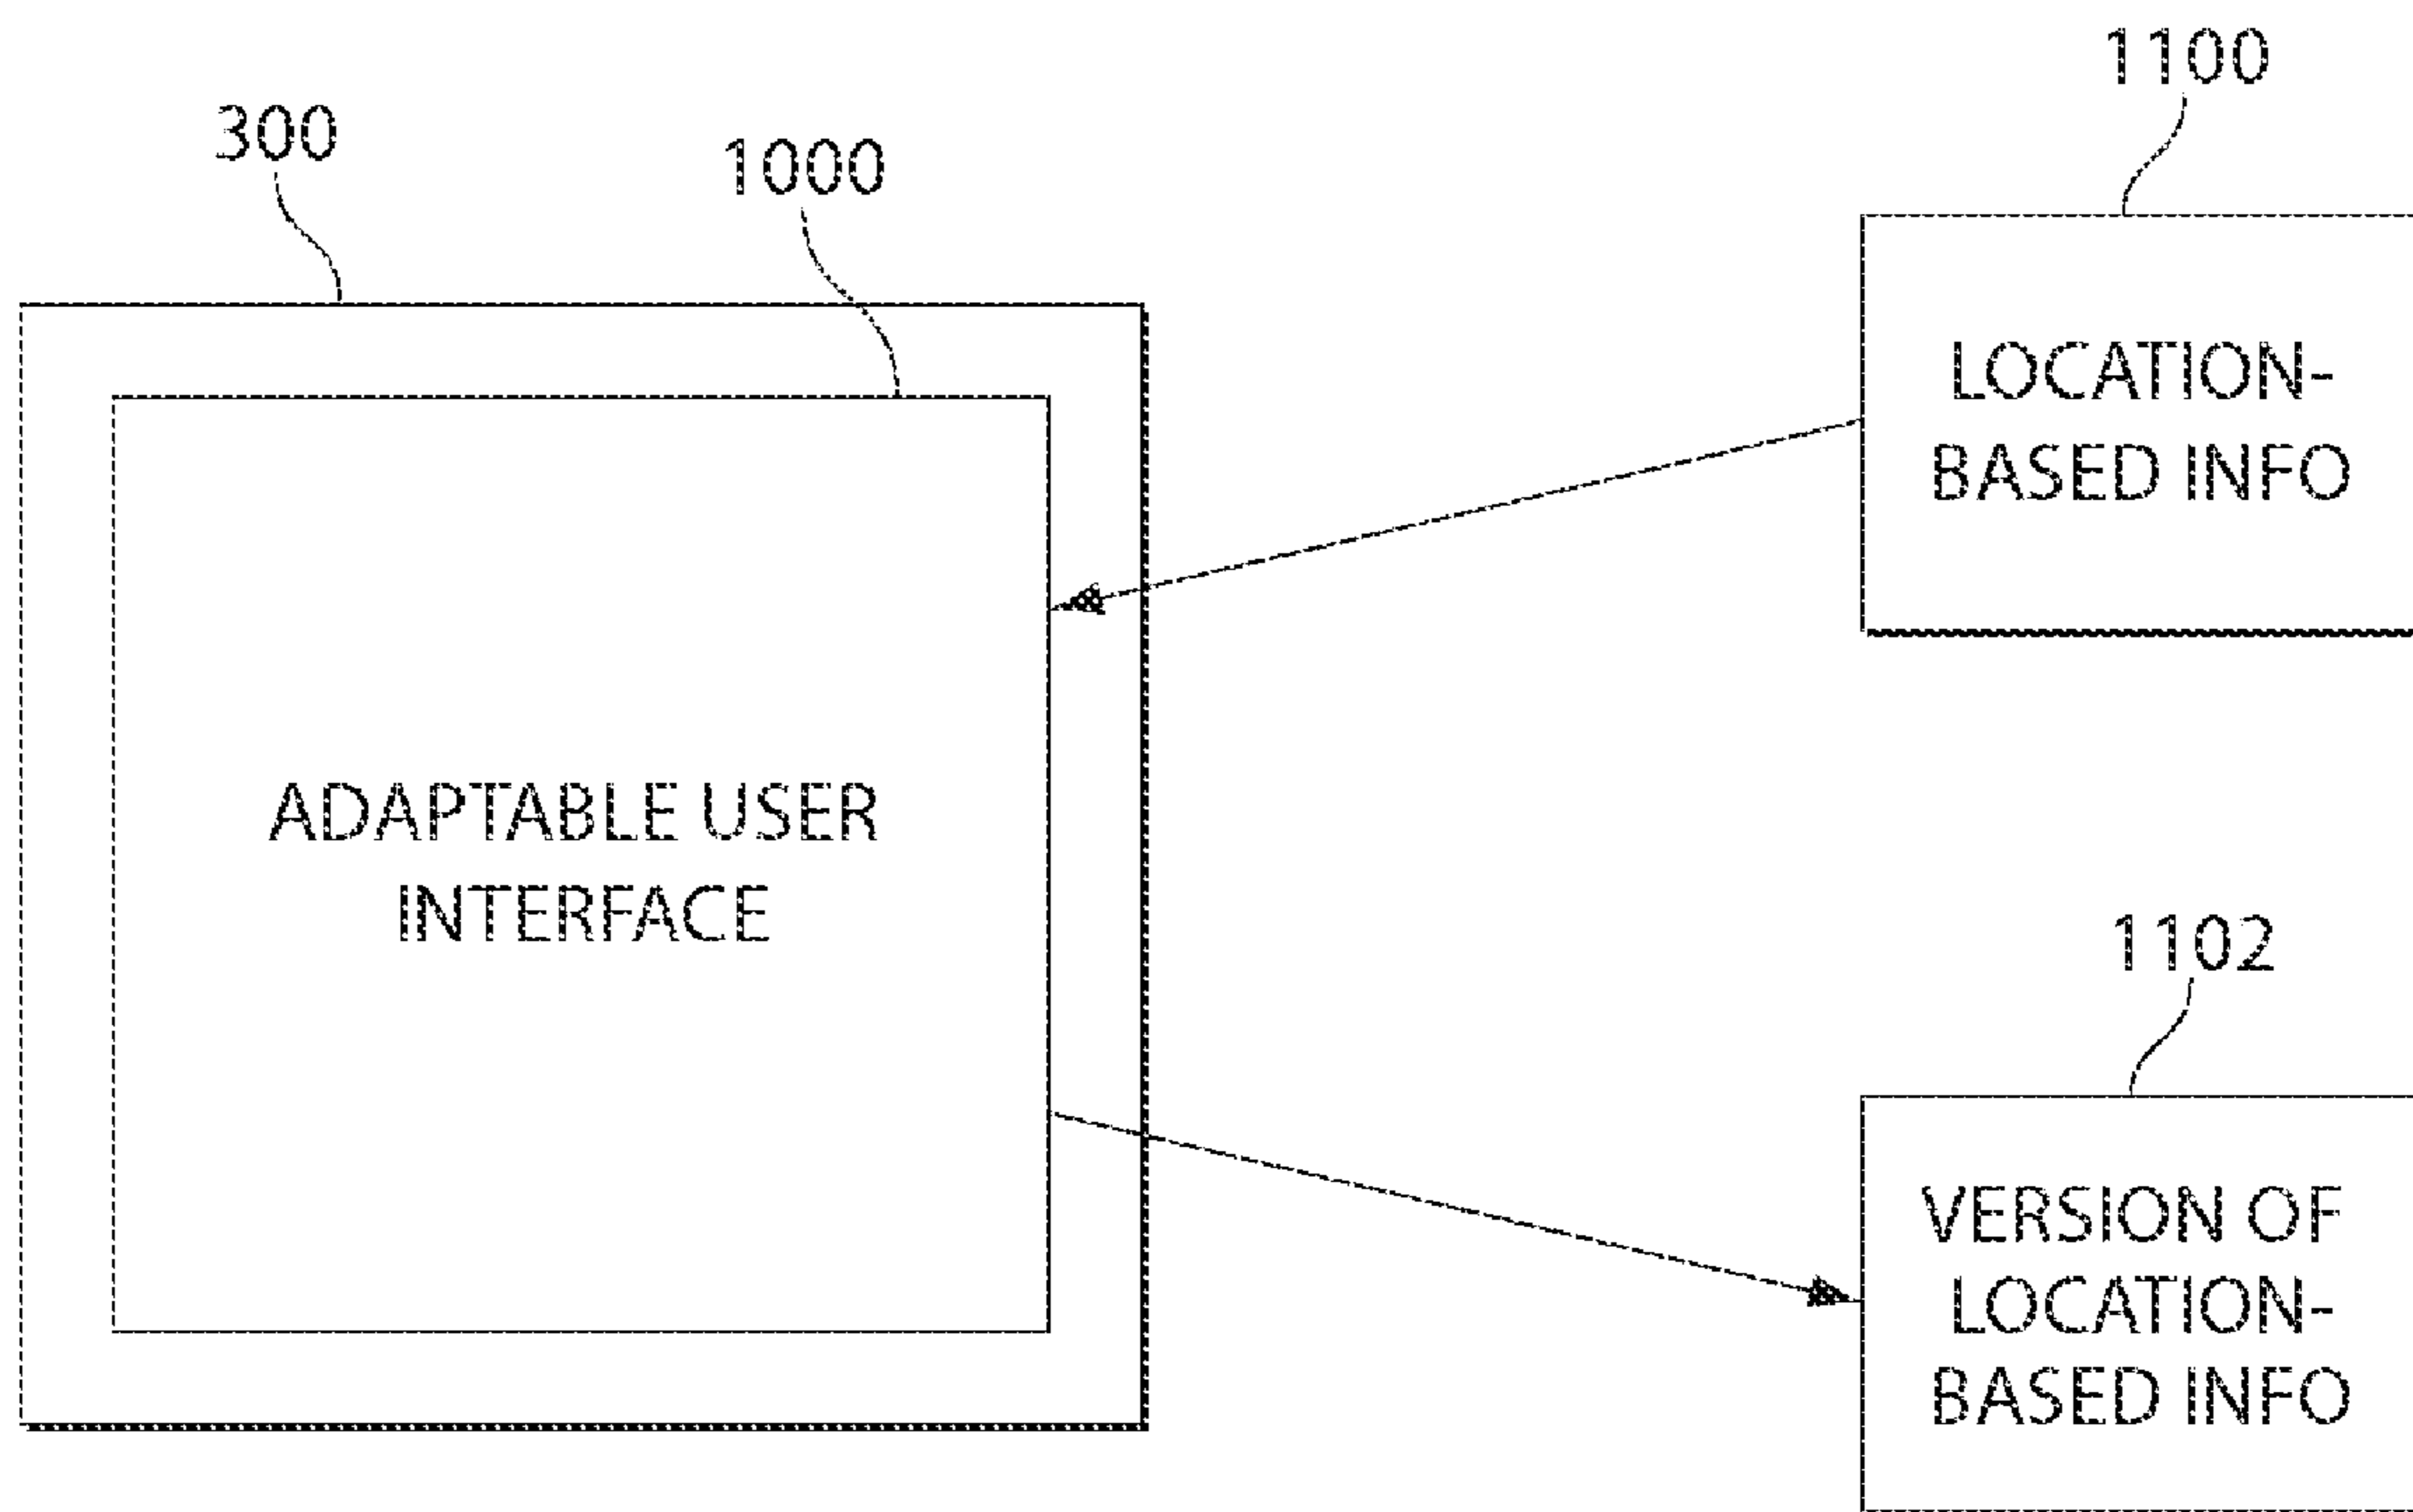 300
1000
1100
LOCATION-
BASED INFO
ADAPTABLE USER
INTERFACE
1102
VERSION OF
LOCATION-
BASED INFO